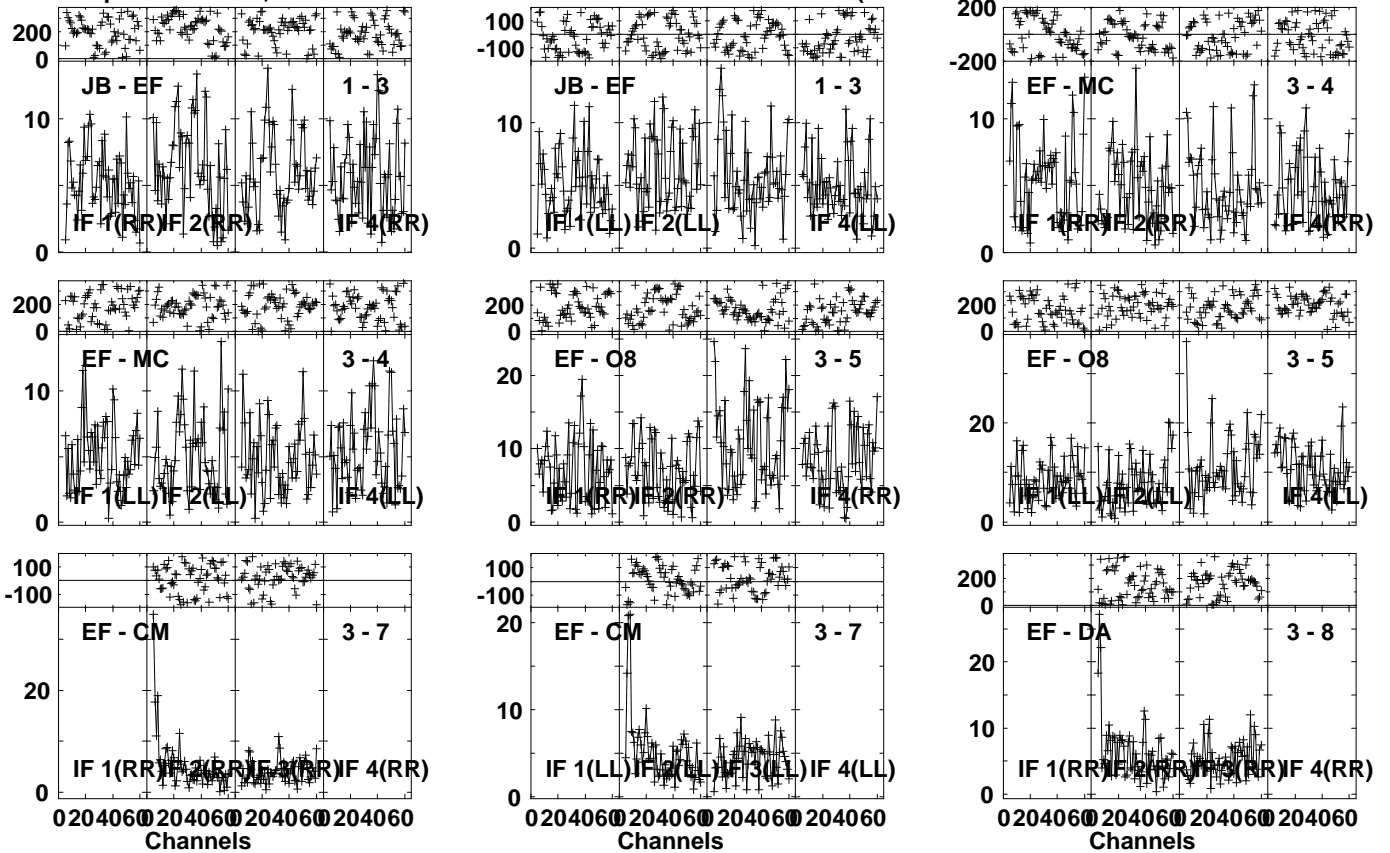 200
0
JB - EF 1 - 3
10
IF 1(RR) IF 2(RR) IF 4(RR)
0
100
-100
JB - EF 1 - 3
10
IF 1(LL) IF 2(LL) IF 4(LL)
0
200
-200
EF - MC 3 - 4
10
IF 1(RR) IF 2(RR) IF 4(RR)
0
200
0
EF - MC 3 - 4
10
IF 1(LL) IF 2(LL) IF 4(LL)
0
200
0
EF - O8 3 - 5
20
10
IF 1(RR) IF 2(RR) IF 4(RR)
0
200
0
EF - O8 3 - 5
20
IF 1(LL) IF 2(LL) IF 4(LL)
0
100
-100
EF - CM 3 - 7
20
IF 1(RR) IF 2(RR) IF 3(RR) IF 4(RR)
0
0 20 40 60 0 20 40 60 0 20 40 60 0 20 40 60
Channels
100
-100
EF - CM 3 - 7
20
10
IF 1(LL) IF 2(LL) IF 3(LL) IF 4(LL)
0
0 20 40 60 0 20 40 60 0 20 40 60 0 20 40 60
Channels
200
0
EF - DA 3 - 8
20
10
IF 1(RR) IF 2(RR) IF 3(RR) IF 4(RR)
0
0 20 40 60 0 20 40 60 0 20 40 60 0 20 40 60
Channels